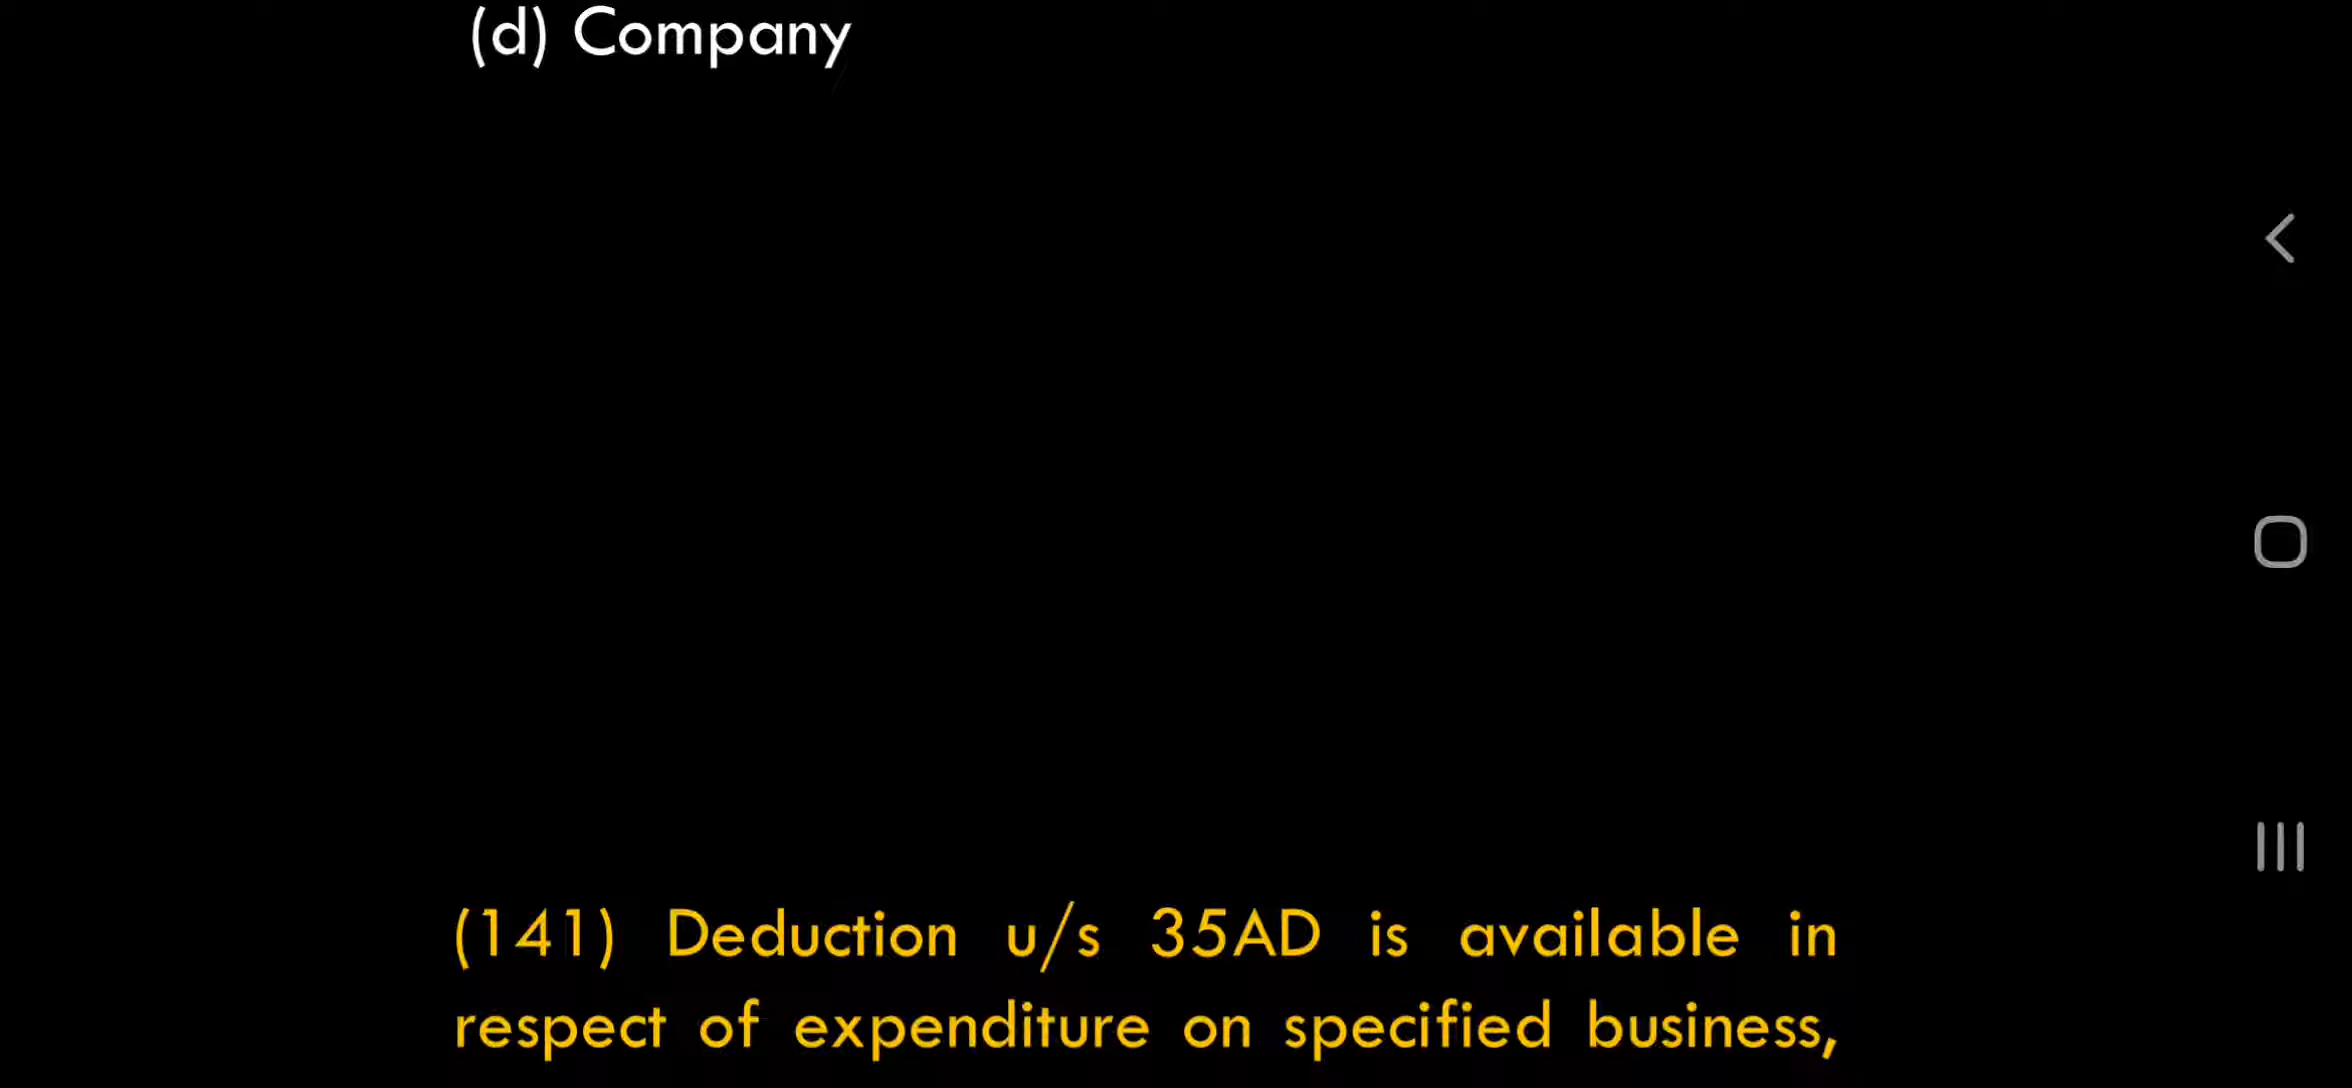 (d) Company
(141) Deduction u/s 35AD is available in
respect of expenditure on specified business,